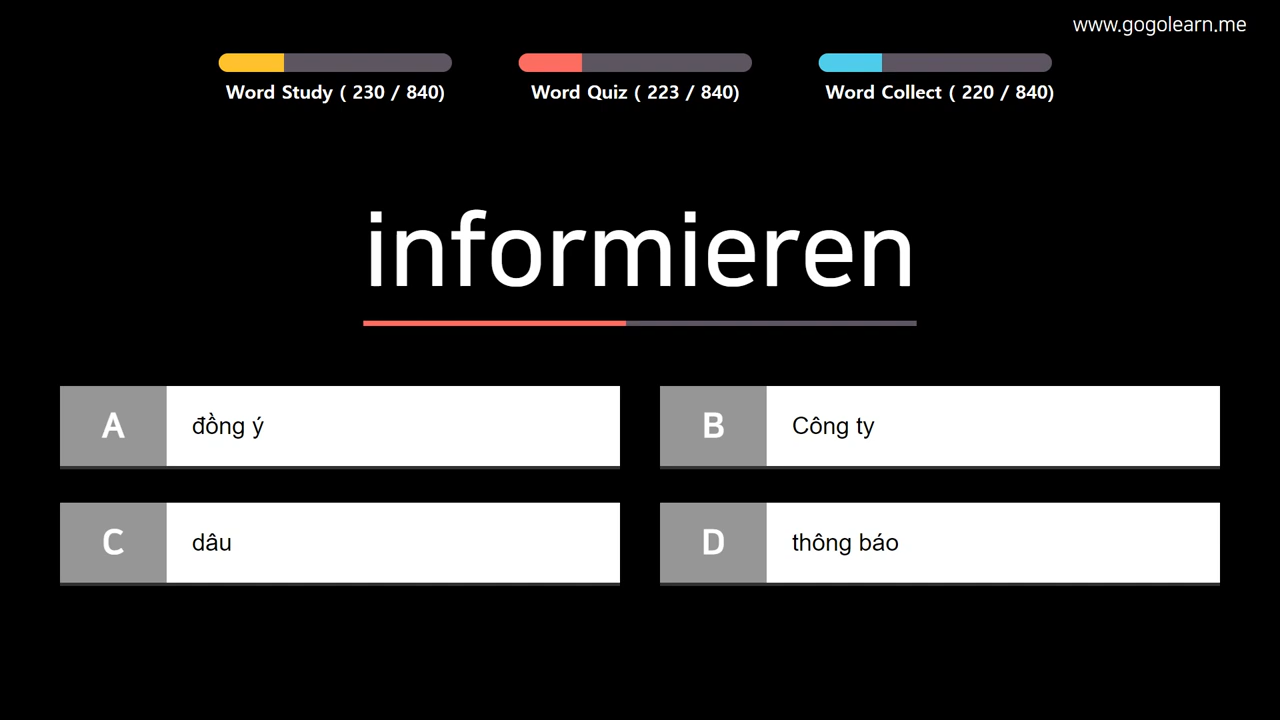 www.gogolearn.me
Word Study ( 230 / 840)
Word Quiz ( 223 / 840)
Word Collect ( 220 / 840)
informieren
A
đồng ý
B
Công ty
C
dâu
D
thông báo